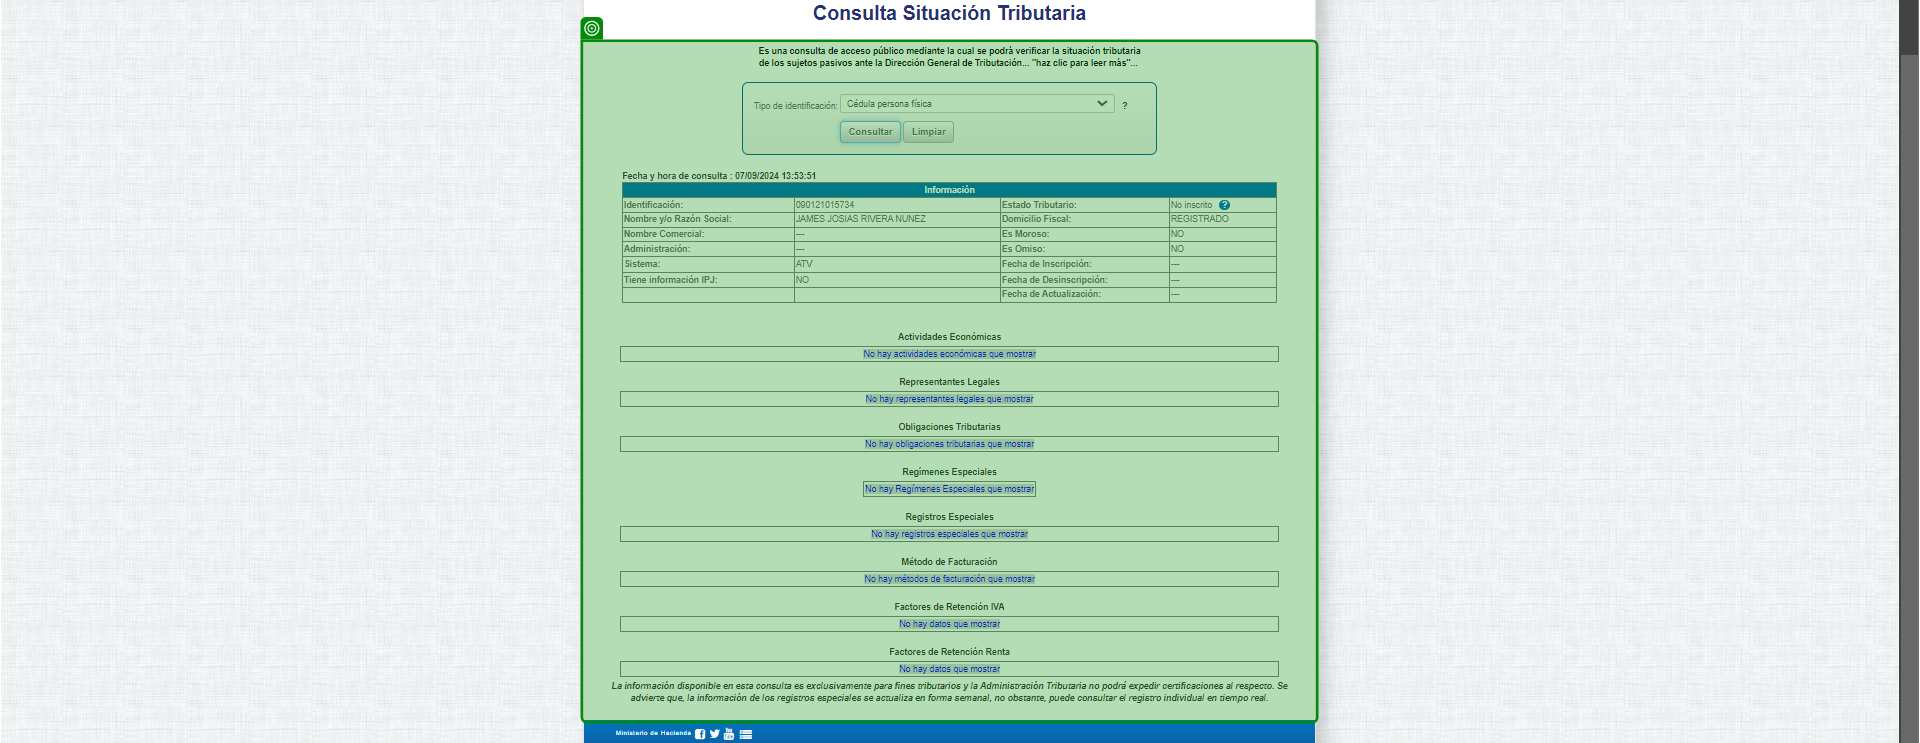 Consulta Situación Tributaria
Es una consulta de acceso público mediante la cual se podrá verificar la situación tributaria
de los sujetos pasivos ante la Dirección General de Tributación... "haz clic para leer más"...
Tipo de identificación: Cédula persona física ?
Consultar Limpiar
Fecha y hora de consulta : 07/09/2024 13:53:51
Información
Identificación: 090121015734 Estado Tributario: No inscrito ?
Nombre y/o Razón Social: JAMES JOSIAS RIVERA NUNEZ Domicilio Fiscal: REGISTRADO
Nombre Comercial: --- Es Moroso: NO
Administración: --- Es Omiso: NO
Sistema: ATV Fecha de Inscripción: ---
Tiene información IPJ: NO Fecha de Desinscripción: ---
Fecha de Actualización: ---
Actividades Económicas
No hay actividades económicas que mostrar
Representantes Legales
No hay representantes legales que mostrar
Obligaciones Tributarias
No hay obligaciones tributarias que mostrar
Regímenes Especiales
No hay Regímenes Especiales que mostrar
Registros Especiales
No hay registros especiales que mostrar
Método de Facturación
No hay métodos de facturación que mostrar
Factores de Retención IVA
No hay datos que mostrar
Factores de Retención Renta
No hay datos que mostrar
La información disponible en esta consulta es exclusivamente para fines tributarios y la Administración Tributaria no podrá expedir certificaciones al respecto. Se
advierte que, la información de los registros especiales se actualiza en forma semanal, no obstante, puede consultar el registro individual en tiempo real.
Ministerio de Hacienda